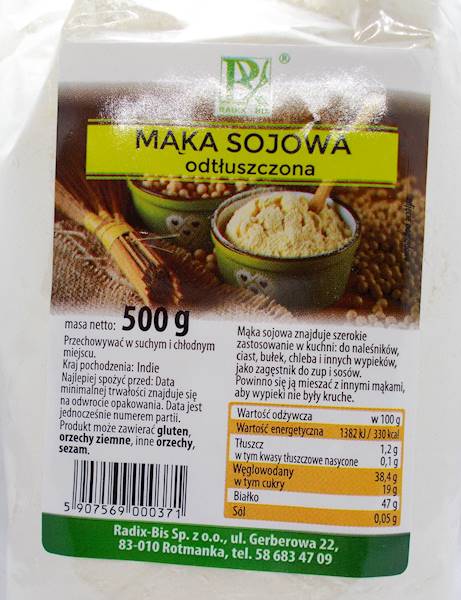 ®
RADIX-BIS
MĄKA SOJOWA
odtłuszczona
masa netto: 500 g
Przechowywać w suchym i chłodnym
miejscu.
Kraj pochodzenia: Indie
Najlepiej spożyć przed: Data
minimalnej trwałości znajduje się
na odwrocie opakowania. Data jest
jednocześnie numerem partii.
Produkt może zawierać gluten,
orzechy ziemne, inne orzechy,
sezam.
5 907569 000371
Mąka sojowa znajduje szerokie
zastosowanie w kuchni: do naleśników,
ciast, bułek, chleba i innych wypieków,
jako zagęstnik do zup i sosów.
Powinno się ją mieszać z innymi mąkami,
aby wypieki nie były kruche.
Wartość odżywcza w 100 g
Wartość energetyczna 1382 kJ / 330 kcal
Tłuszcz 1,2 g
w tym kwasy tłuszczowe nasycone 0,1 g
Węglowodany 38,4 g
w tym cukry 19 g
Białko 47 g
Sól 0,05 g
Radix-Bis Sp. z o.o., ul. Gerberowa 22,
83-010 Rotmanka, tel. 58 683 47 09